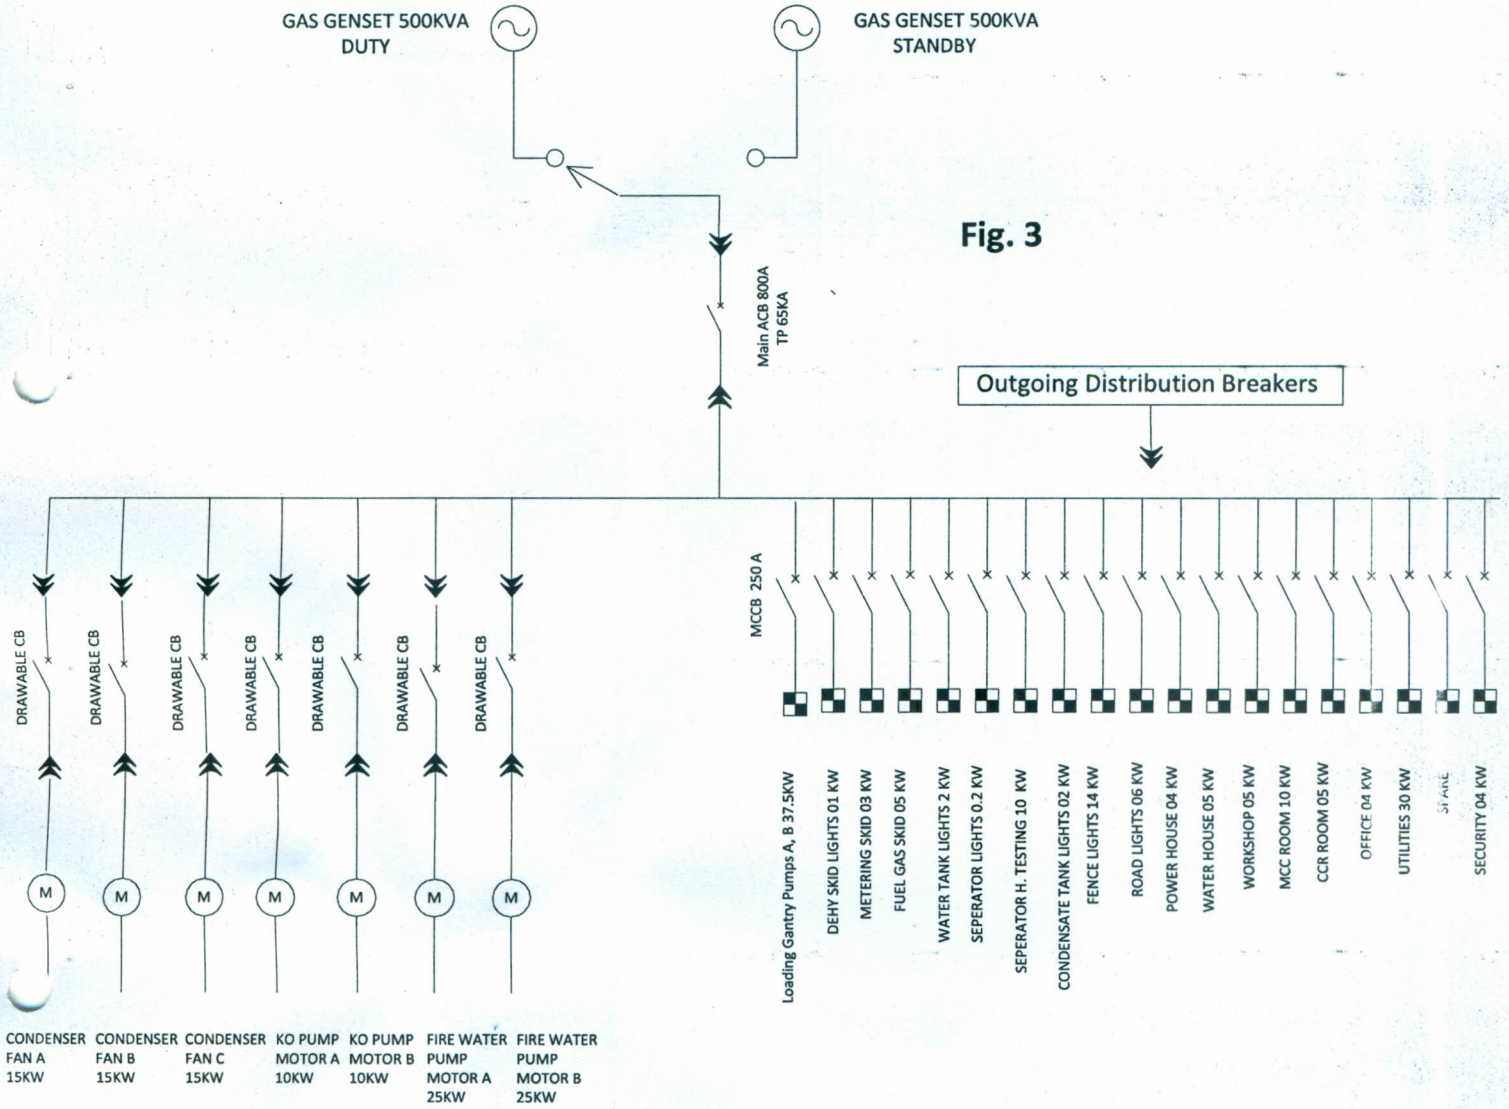 GAS GENSET 500KVA
DUTY
GAS GENSET 500KVA
STANDBY
Fig. 3
Main ACB 800A
TP 65KA
Outgoing Distribution Breakers
MCCB 250 A
DRAWABLE CB
DRAWABLE CB
DRAWABLE CB
DRAWABLE CB
DRAWABLE CB
DRAWABLE CB
DRAWABLE CB
M
M
M
M
M
M
M
CONDENSER
FAN A
15KW
CONDENSER
FAN B
15KW
CONDENSER
FAN C
15KW
KO PUMP
MOTOR A
10KW
KO PUMP
MOTOR B
10KW
FIRE WATER
PUMP
MOTOR A
25KW
FIRE WATER
PUMP
MOTOR B
25KW
Loading Gantry Pumps A, B 37.5KW
DEHY SKID LIGHTS 01 KW
METERING SKID 03 KW
FUEL GAS SKID 05 KW
WATER TANK LIGHTS 2 KW
SEPERATOR LIGHTS 0.2 KW
SEPERATOR H. TESTING 10 KW
CONDENSATE TANK LIGHTS 02 KW
FENCE LIGHTS 14 KW
ROAD LIGHTS 06 KW
POWER HOUSE 04 KW
WATER HOUSE 05 KW
WORKSHOP 05 KW
MCC ROOM 10 KW
CCR ROOM 05 KW
OFFICE 04 KW
UTILITIES 30 KW
SPARE
SECURITY 04 KW